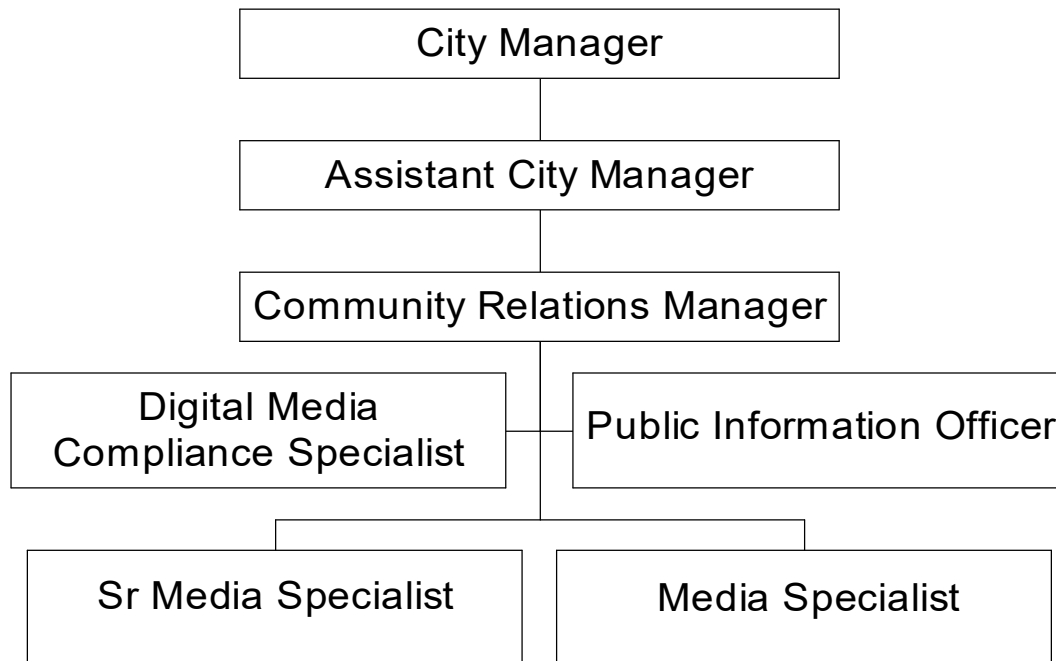 City Manager
Assistant City Manager
Community Relations Manager
Digital Media
Compliance Specialist
Public Information Officer
Sr Media Specialist
Media Specialist